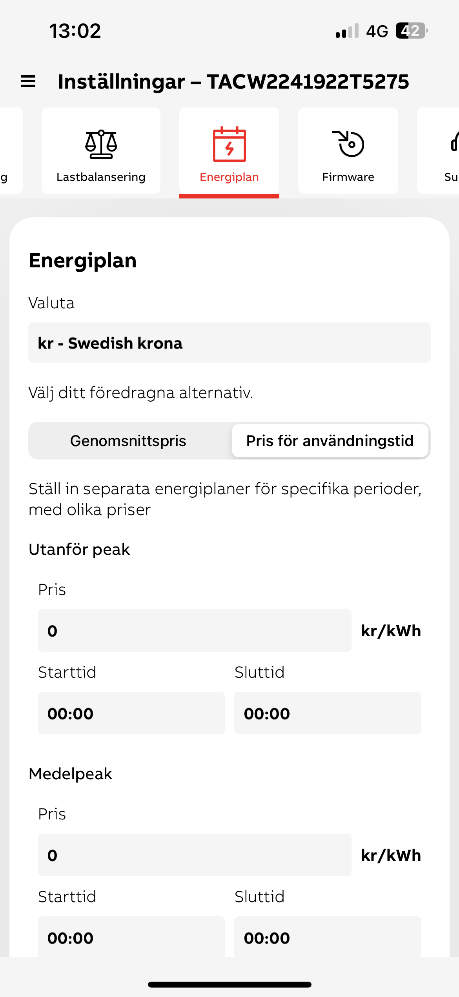 13:02
4G 42
Inställningar – TACW2241922T5275
g
Lastbalansering
Energiplan
Firmware
Su
Energiplan
Valuta
kr - Swedish krona
Välj ditt föredragna alternativ.
Genomsnittspris
Pris för användningstid
Ställ in separata energiplaner för specifika perioder,
med olika priser
Utanför peak
Pris
0 kr/kWh
Starttid Sluttid
00:00 00:00
Medelpeak
Pris
0 kr/kWh
Starttid Sluttid
00:00 00:00